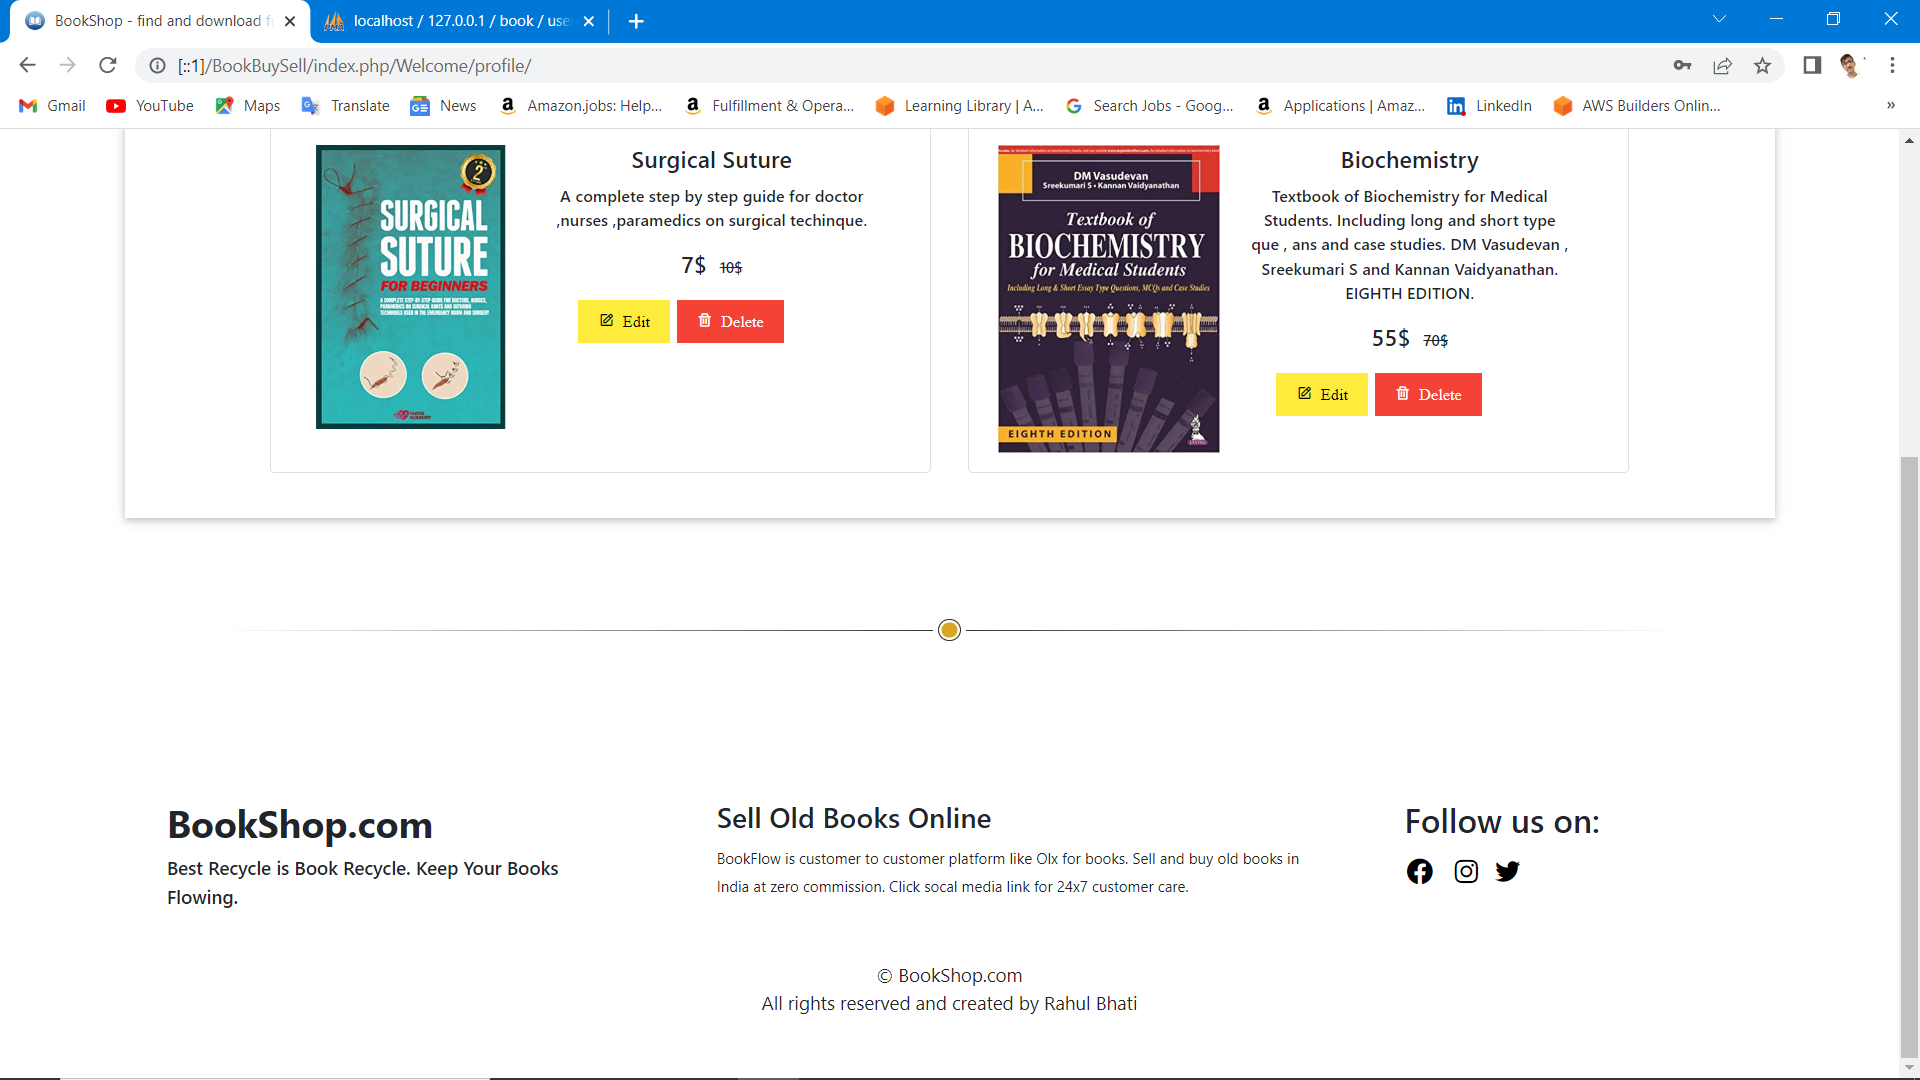 BookShop - find and download f
localhost / 127.0.0.1 / book / use
[::1]/BookBuySell/index.php/Welcome/profile/
Gmail
YouTube
Maps
Translate
News
Amazon.jobs: Help...
Fulfillment & Opera...
Learning Library | A...
Search Jobs - Goog...
Applications | Amaz...
LinkedIn
AWS Builders Onlin...
»
2
SURGICAL
SUTURE
FOR BEGINNERS
A COMPLETE STEP-BY-STEP GUIDE FOR DOCTORS, NURSES,
PARAMEDICS ON SURGICAL KNOTS AND SUTURING
TECHNIQUES USED IN THE EMERGENCY ROOM AND SURGERY
Surgical Suture
A complete step by step guide for doctor
,nurses ,paramedics on surgical techinque.
7$ 10$
Edit
Delete
DM Vasudevan
Sreekumari S • Kannan Vaidyanathan
Textbook of
BIOCHEMISTRY
for Medical Students
Including Long & Short Essay Type Questions, MCQs and Case Studies
EIGHTH EDITION
Biochemistry
Textbook of Biochemistry for Medical
Students. Including long and short type
que , ans and case studies. DM Vasudevan ,
Sreekumari S and Kannan Vaidyanathan.
EIGHTH EDITION.
55$ 70$
Edit
Delete
BookShop.com
Best Recycle is Book Recycle. Keep Your Books
Flowing.
Sell Old Books Online
BookFlow is customer to customer platform like Olx for books. Sell and buy old books in
India at zero commission. Click socal media link for 24x7 customer care.
Follow us on:
© BookShop.com
All rights reserved and created by Rahul Bhati